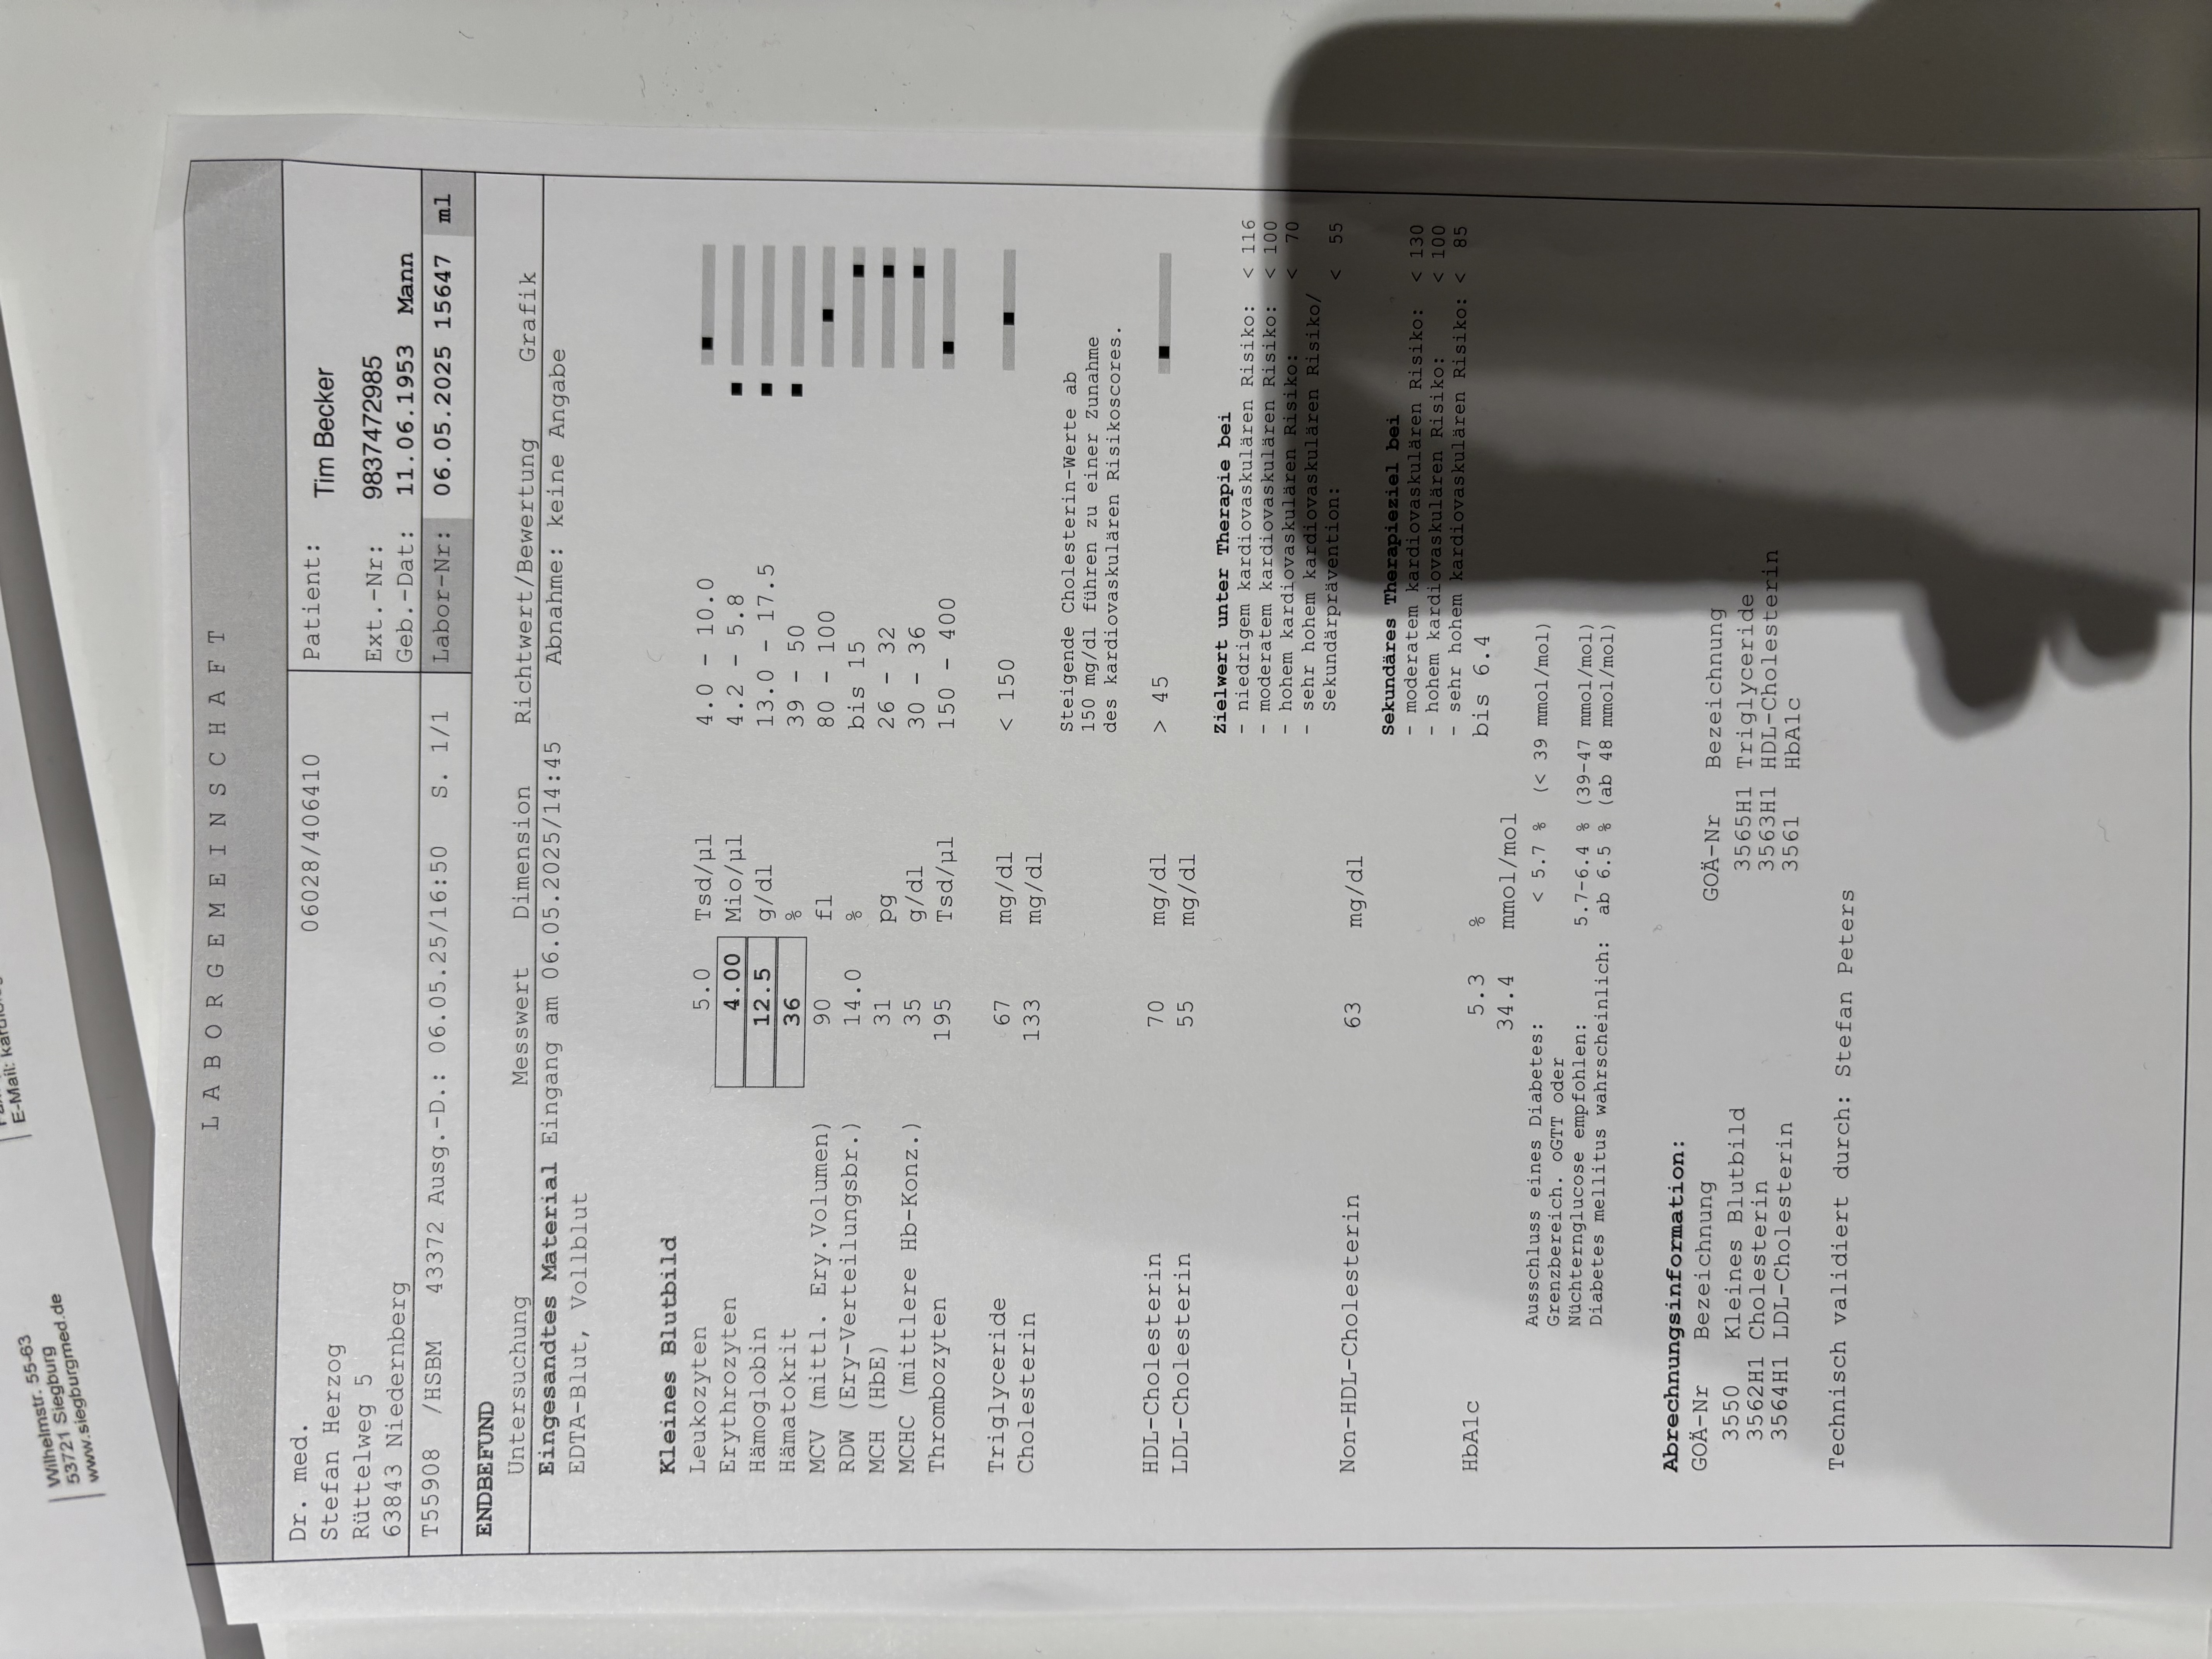 Wilhelmstr. 55-63
53721 Siegburg
www.siegburgmed.de
E-Mail:
LABORGEMEINSCHAFT
Dr. med.
Stefan Herzog
Rüttelweg 5
63843 Niedernberg
06028/406410
Patient: Tim Becker
Ext.-Nr: 9837472985
Geb.-Dat: 11.06.1953 Mann
T55908 /HSBM 43372 Ausg.-D.: 06.05.25/16:50 S. 1/1
Labor-Nr: 06.05.2025 15647 ml
ENDBEFUND
Untersuchung Messwert Dimension Richtwert/Bewertung Grafik
Eingesandtes Material Eingang am 06.05.2025/14:45 Abnahme: keine Angabe
EDTA-Blut, Vollblut
Kleines Blutbild
Leukozyten 5.0 Tsd/µl 4.0 - 10.0
Erythrozyten 4.00 Mio/µl 4.2 - 5.8
Hämoglobin 12.5 g/dl 13.0 - 17.5
Hämatokrit 36 % 39 - 50
MCV (mittl. Ery.Volumen) 90 fl 80 - 100
RDW (Ery-Verteilungsbr.) 14.0 % bis 15
MCH (HbE) 31 pg 26 - 32
MCHC (mittlere Hb-Konz.) 35 g/dl 30 - 36
Thrombozyten 195 Tsd/µl 150 - 400
Triglyceride 67 mg/dl < 150
Cholesterin 133 mg/dl
Steigende Cholesterin-Werte ab
150 mg/dl führen zu einer Zunahme
des kardiovaskulären Risikoscores.
HDL-Cholesterin 70 mg/dl > 45
LDL-Cholesterin 55 mg/dl
Zielwert unter Therapie bei
- niedrigem kardiovaskulären Risiko: < 116
- moderatem kardiovaskulären Risiko: < 100
- hohem kardiovaskulären Risiko: < 70
- sehr hohem kardiovaskulären Risiko/
Sekundärprävention: < 55
Non-HDL-Cholesterin 63 mg/dl
Sekundäres Therapieziel bei
- moderatem kardiovaskulären Risiko: < 130
- hohem kardiovaskulären Risiko: < 100
- sehr hohem kardiovaskulären Risiko: < 85
HbA1c 5.3 % bis 6.4
34.4 mmol/mol
Ausschluss eines Diabetes: < 5.7 % (< 39 mmol/mol)
Grenzbereich. oGTT oder
Nüchternglucose empfohlen: 5.7-6.4 % (39-47 mmol/mol)
Diabetes mellitus wahrscheinlich: ab 6.5 % (ab 48 mmol/mol)
Abrechnungsinformation:
GOÄ-Nr Bezeichnung GOÄ-Nr Bezeichnung
3550 Kleines Blutbild 3565H1 Triglyceride
3562H1 Cholesterin 3563H1 HDL-Cholesterin
3564H1 LDL-Cholesterin 3561 HbA1c
Technisch validiert durch: Stefan Peters